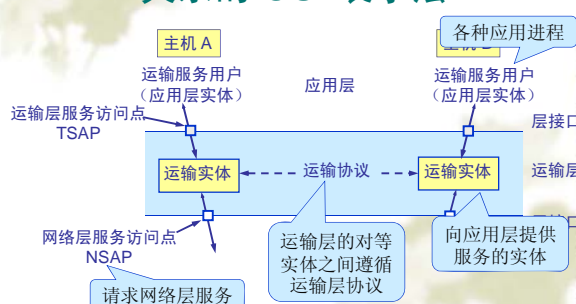 主机 A
各种应用进程
运输服务用户
（应用层实体）
应用层
运输服务用户
（应用层实体）
运输层服务访问点
TSAP
层接口
运输实体
运输协议
运输实体
运输层
网络层服务访问点
NSAP
运输层的对等
实体之间遵循
运输层协议
向应用层提供
服务的实体
请求网络层服务